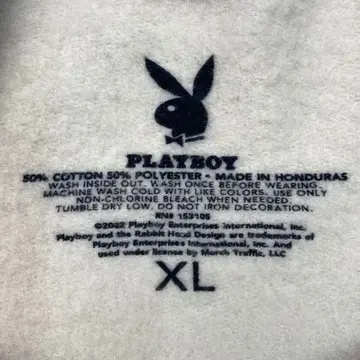 PLAYBOY
50% COTTON 50% POLYESTER • MADE IN HONDURAS
WASH INSIDE OUT. WASH ONCE BEFORE WEARING.
MACHINE WASH COLD WITH LIKE COLORS. USE ONLY
NON-CHLORINE BLEACH WHEN NEEDED.
TUMBLE DRY LOW. DO NOT IRON DECORATION.
RN# 153105
©2022 Playboy Enterprises International, Inc.
Playboy and the Rabbit Head Design are trademarks of
Playboy Enterprises International, Inc. And
used under license by Merch Traffic, LLC
XL